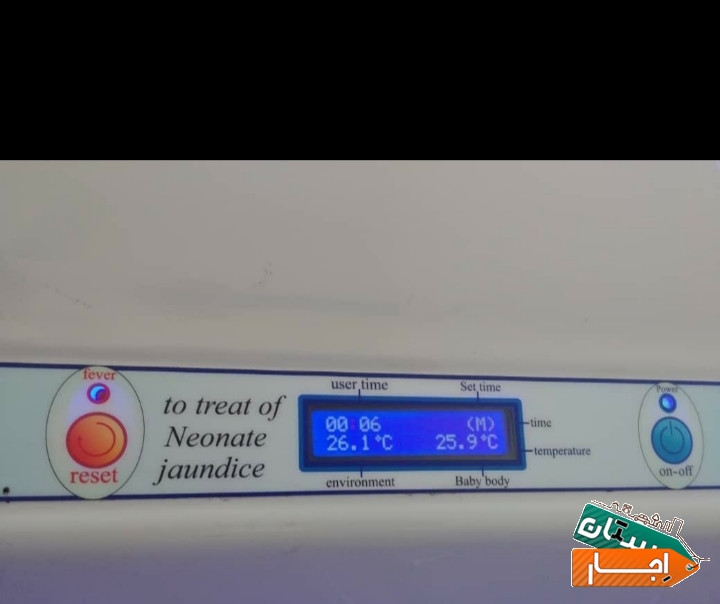 fever
reset
to treat of
Neonate
jaundice
user time
Set time
00 06 (M)
26.1°C 25.9°C
time
temperature
environment
Baby body
Power
on-off
اجار